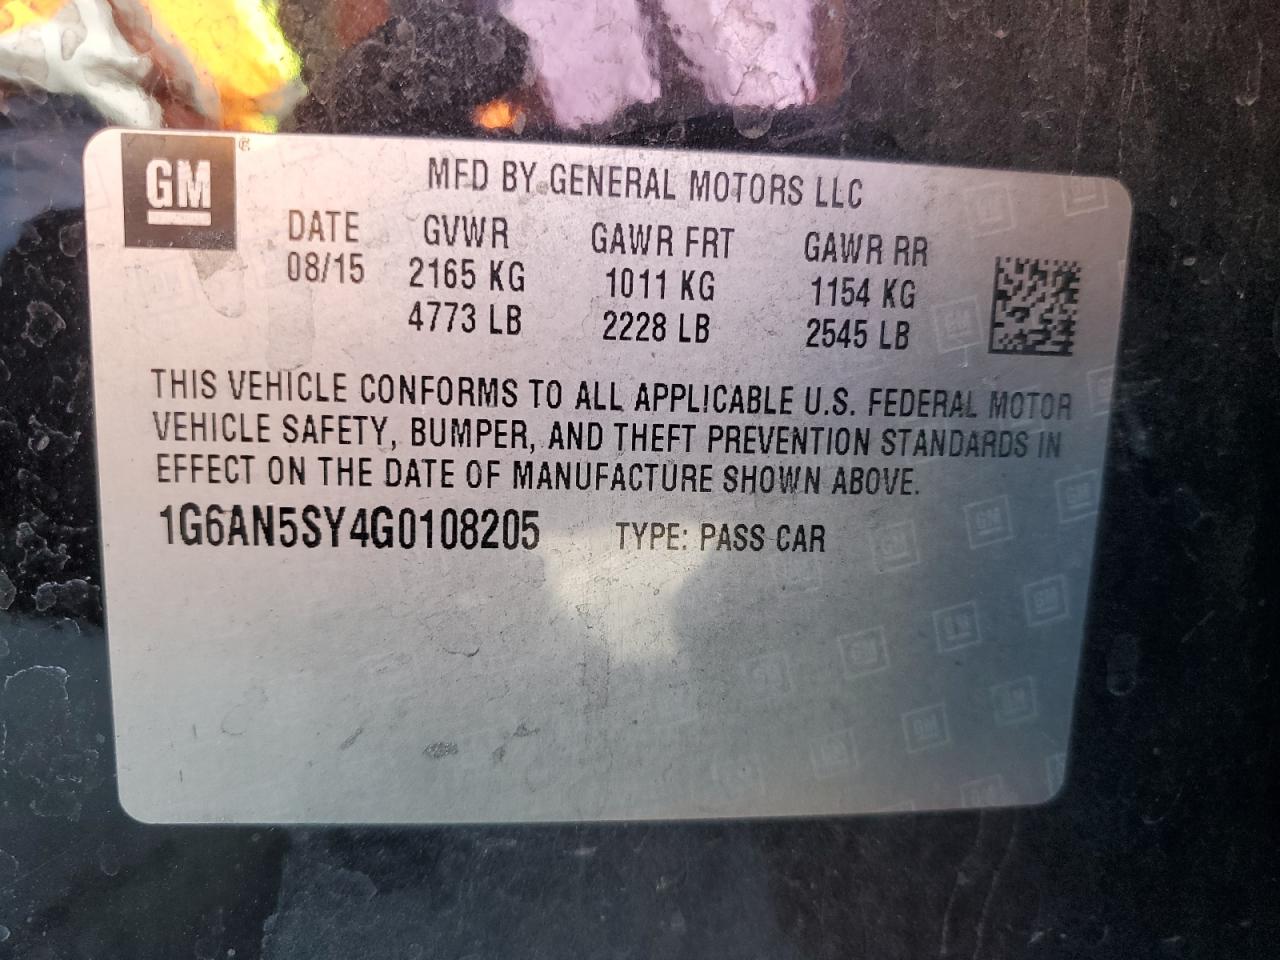 GM
MFD BY GENERAL MOTORS LLC
DATE GVWR GAWR FRT GAWR RR
08/15 2165 KG 1011 KG 1154 KG
4773 LB 2228 LB 2545 LB
THIS VEHICLE CONFORMS TO ALL APPLICABLE U.S. FEDERAL MOTOR
VEHICLE SAFETY, BUMPER, AND THEFT PREVENTION STANDARDS IN
EFFECT ON THE DATE OF MANUFACTURE SHOWN ABOVE.
1G6AN5SY4G0108205 TYPE: PASS CAR